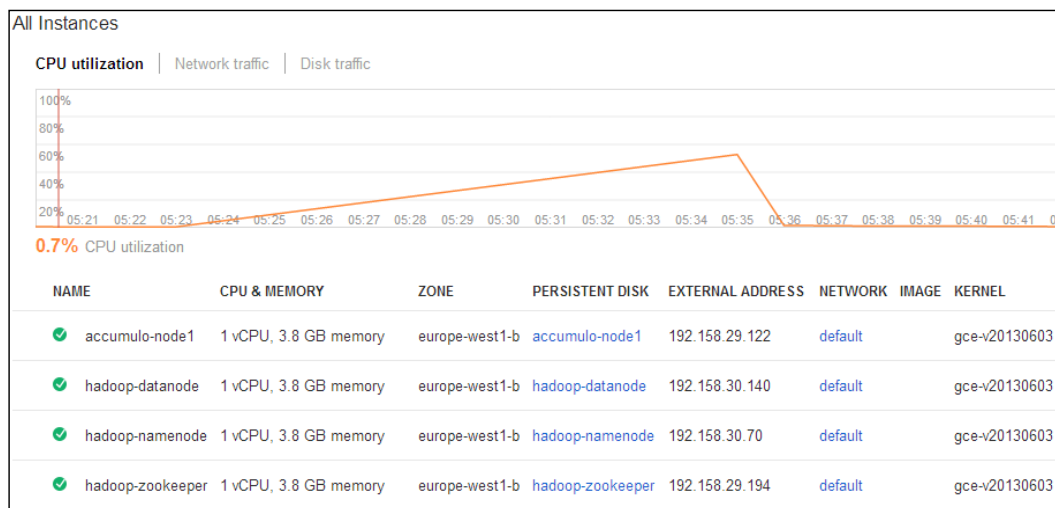 All Instances
CPU utilization Network traffic Disk traffic
100%
80%
60%
40%
20%
05:21 05:22 05:23 05:24 05:25 05:26 05:27 05:28 05:29 05:30 05:31 05:32 05:33 05:34 05:35 05:36 05:37 05:38 05:39 05:40 05:41
0.7% CPU utilization
NAME CPU & MEMORY ZONE PERSISTENT DISK EXTERNAL ADDRESS NETWORK IMAGE KERNEL
accumulo-node1 1 vCPU, 3.8 GB memory europe-west1-b accumulo-node1 192.158.29.122 default gce-v20130603
hadoop-datanode 1 vCPU, 3.8 GB memory europe-west1-b hadoop-datanode 192.158.30.140 default gce-v20130603
hadoop-namenode 1 vCPU, 3.8 GB memory europe-west1-b hadoop-namenode 192.158.30.70 default gce-v20130603
hadoop-zookeeper 1 vCPU, 3.8 GB memory europe-west1-b hadoop-zookeeper 192.158.29.194 default gce-v20130603